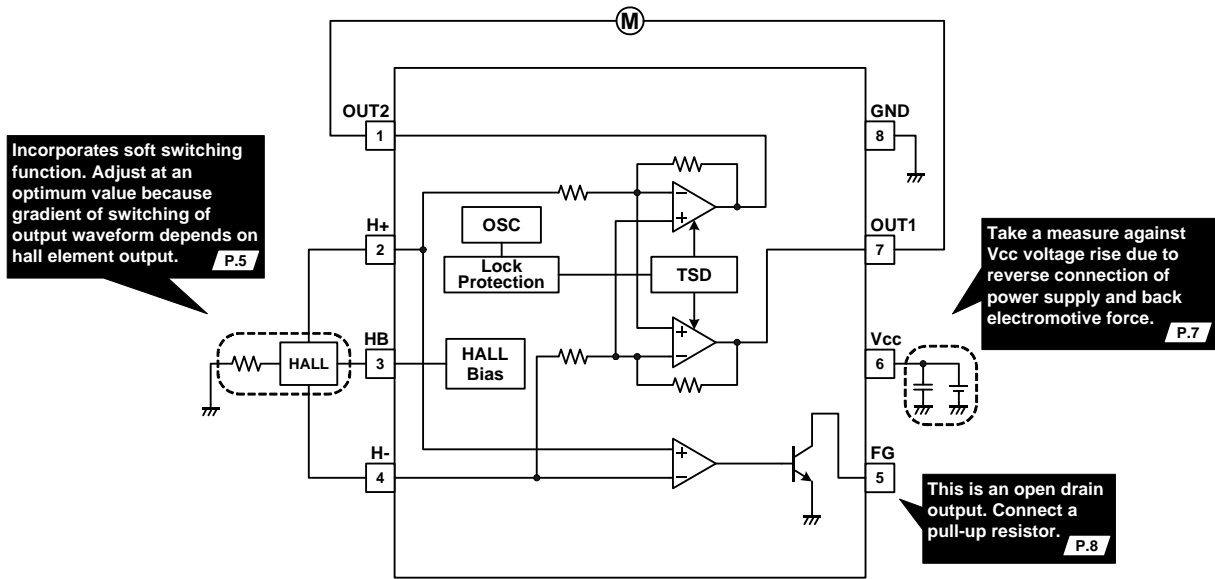 M
OUT2
1
GND
8
Incorporates soft switching
function. Adjust at an
optimum value because
gradient of switching of
output waveform depends on
hall element output.
P.5
H+
2
OSC
Lock
Protection
TSD
−
+
+
−
OUT1
7
Take a measure against
Vcc voltage rise due to
reverse connection of
power supply and back
electromotive force.
P.7
HALL
HB
3
HALL
Bias
Vcc
6
H-
4
+
−
FG
5
This is an open drain
output. Connect a
pull-up resistor.
P.8